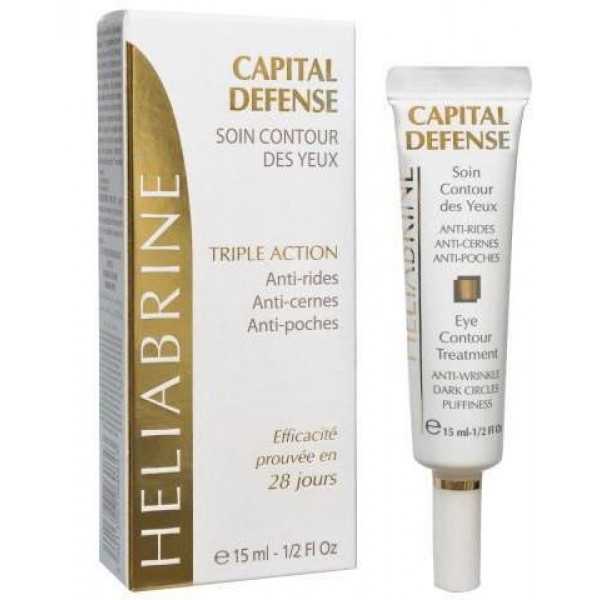 HELIABRINE
CAPITAL
DEFENSE
SOIN CONTOUR
DES YEUX
TRIPLE ACTION
Anti-rides
Anti-cernes
Anti-poches
Efficacité
prouvée en
28 jours
℮ 15 ml - 1/2 Fl Oz
HELIABRINE
CAPITAL
DEFENSE
Soin
Contour
des Yeux
ANTI-RIDES
ANTI-CERNES
ANTI-POCHES
Eye
Contour
Treatment
ANTI-WRINKLE
DARK CIRCLES
PUFFINESS
℮ 15 ml-1/2 Fl Oz